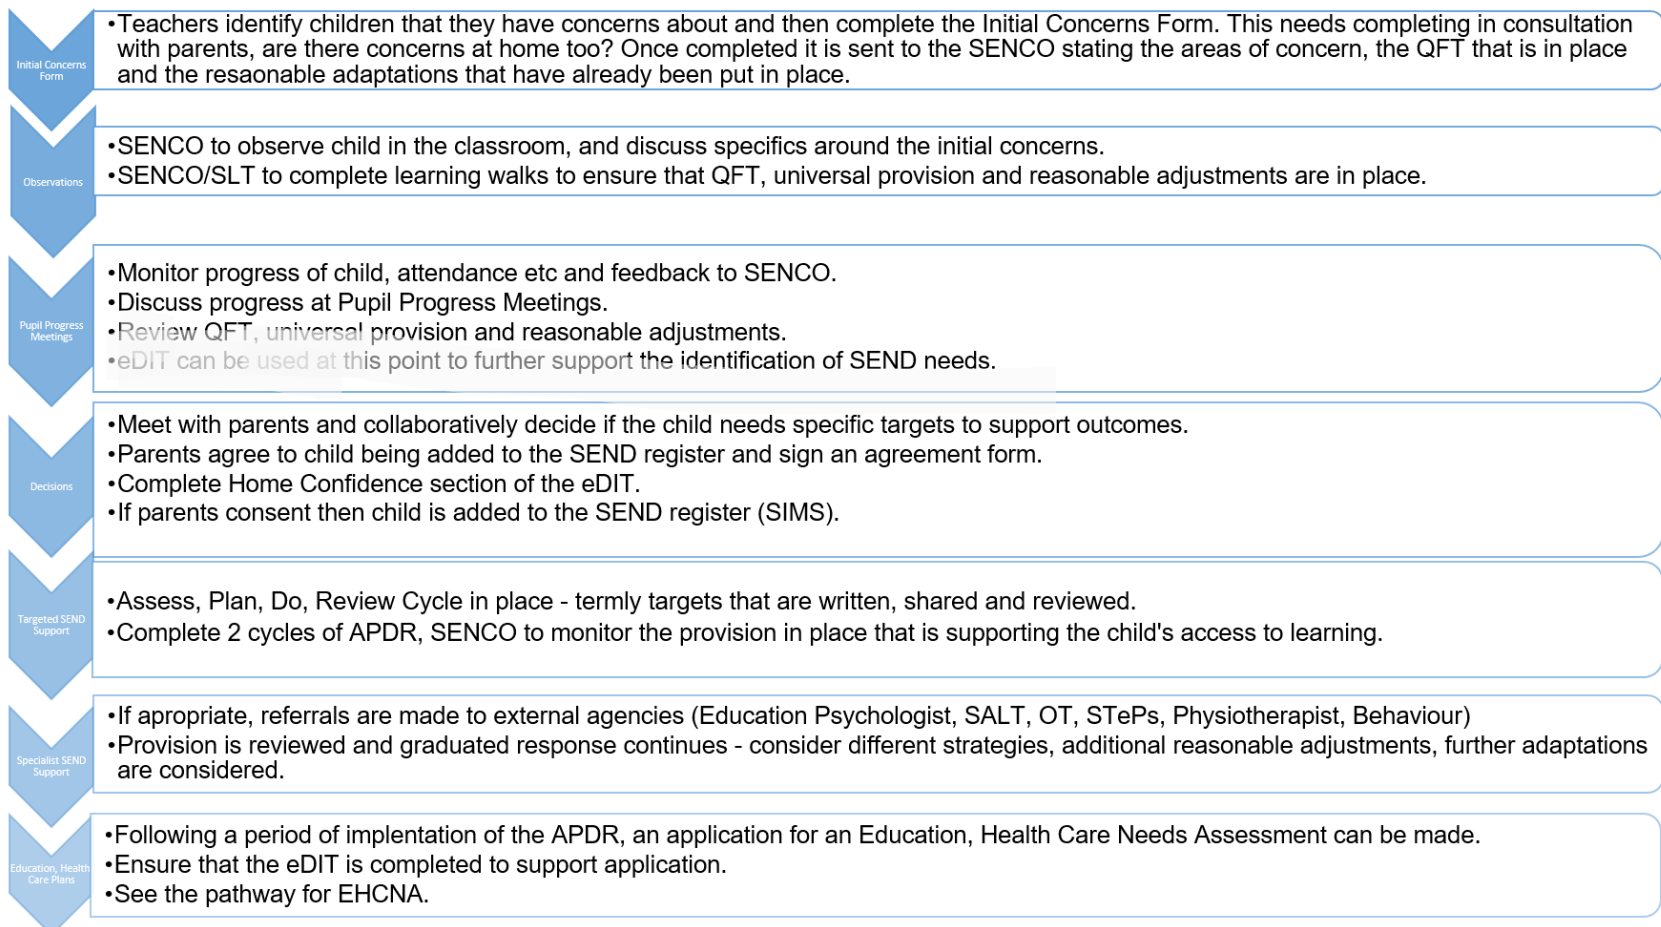 Initial Concerns
Form
•Teachers identify children that they have concerns about and then complete the Initial Concerns Form. This needs completing in consultation
with parents, are there concerns at home too? Once completed it is sent to the SENCO stating the areas of concern, the QFT that is in place
and the resaonable adaptations that have already been put in place.
Observations
•SENCO to observe child in the classroom, and discuss specifics around the initial concerns.
•SENCO/SLT to complete learning walks to ensure that QFT, universal provision and reasonable adjustments are in place.
Pupil Progress
Meetings
•Monitor progress of child, attendance etc and feedback to SENCO.
•Discuss progress at Pupil Progress Meetings.
•Review QFT, universal provision and reasonable adjustments.
•eDIT can be used at this point to further support the identification of SEND needs.
Decisions
•Meet with parents and collaboratively decide if the child needs specific targets to support outcomes.
•Parents agree to child being added to the SEND register and sign an agreement form.
•Complete Home Confidence section of the eDIT.
•If parents consent then child is added to the SEND register (SIMS).
Targeted SEND
Support
•Assess, Plan, Do, Review Cycle in place - termly targets that are written, shared and reviewed.
•Complete 2 cycles of APDR, SENCO to monitor the provision in place that is supporting the child's access to learning.
Specialist SEND
Support
•If apropriate, referrals are made to external agencies (Education Psychologist, SALT, OT, STePs, Physiotherapist, Behaviour)
•Provision is reviewed and graduated response continues - consider different strategies, additional reasonable adjustments, further adaptations
are considered.
Education, Health
Care Plans
•Following a period of implentation of the APDR, an application for an Education, Health Care Needs Assessment can be made.
•Ensure that the eDIT is completed to support application.
•See the pathway for EHCNA.